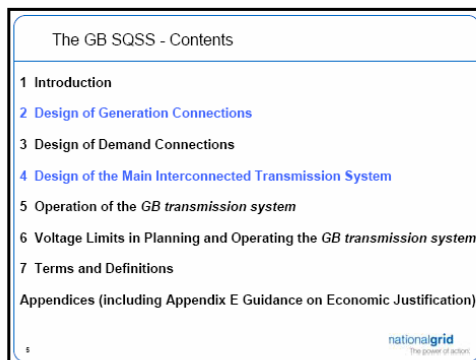 The GB SQSS - Contents
1 Introduction
2 Design of Generation Connections
3 Design of Demand Connections
4 Design of the Main Interconnected Transmission System
5 Operation of the GB transmission system
6 Voltage Limits in Planning and Operating the GB transmission system
7 Terms and Definitions
Appendices (including Appendix E Guidance on Economic Justification)
5
nationalgrid
The power of action.